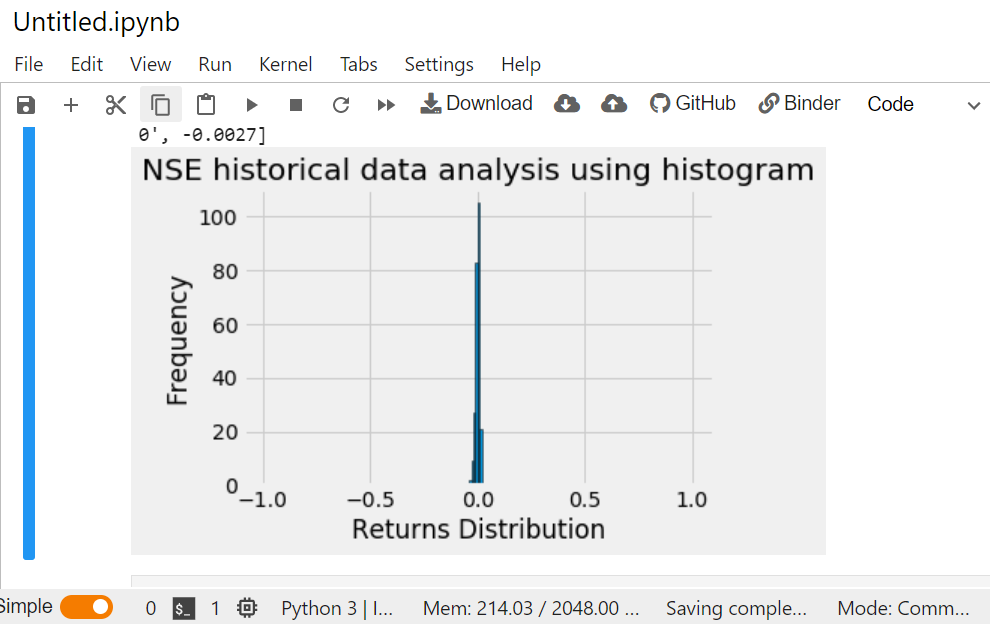 Untitled.ipynb
File Edit View Run Kernel Tabs Settings Help
Download GitHub Binder Code
0', -0.0027]
NSE historical data analysis using histogram
100
80
60
40
20
0
Frequency
−1.0 −0.5 0.0 0.5 1.0
Returns Distribution
Simple 0 $_ 1 Python 3 | I... Mem: 214.03 / 2048.00 ... Saving comple... Mode: Comm...